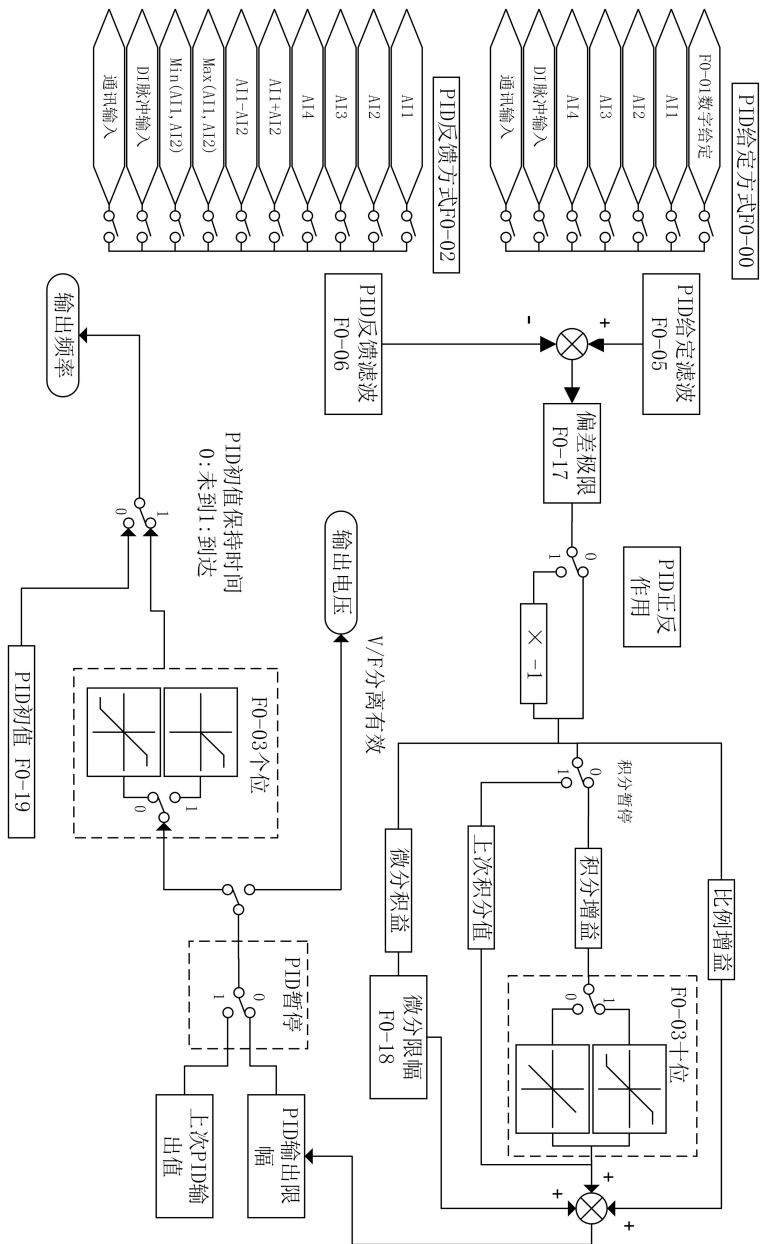 PID给定方式F0-00
F0-01数字给定
AI1
AI2
AI3
AI4
DI脉冲输入
通讯输入
PID反馈方式F0-02
AI1
AI2
AI3
AI4
AI1+AI2
AI1-AI2
Max(AI1, AI2)
Min(AI1, AI2)
DI脉冲输入
通讯输入
PID给定滤波
F0-05
+
-
PID反馈滤波
F0-06
偏差极限
F0-17
PID正反
作用
0
1
× -1
积分暂停
0
1
比例增益
积分增益
上次积分值
微分积益
微分限幅
F0-18
F0-03十位
1
0
+
+
+
PID输出限
幅
上次PID输
出值
PID暂停
0
1
V/F分离有效
输出电压
F0-03个位
1
0
PID初值 F0-19
PID初值保持时间
0:未到1:到达
1
0
输出频率